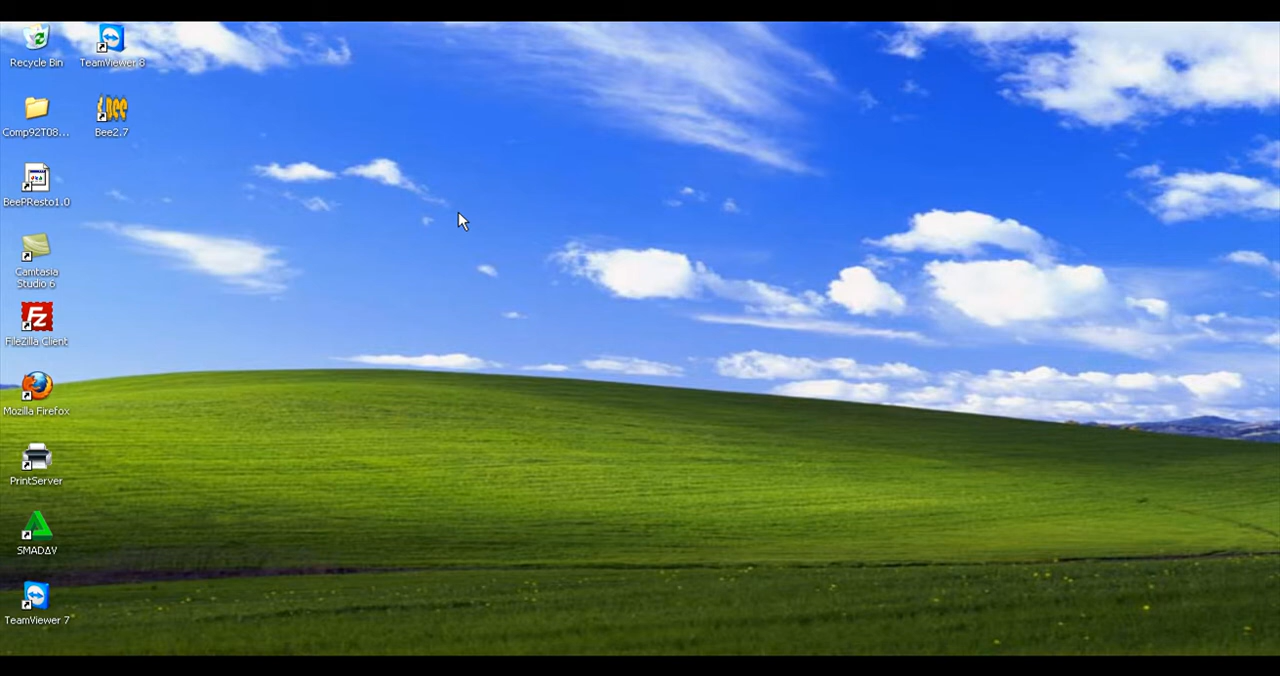 Recycle Bin
TeamViewer 8
Comp92T08...
Bee2.7
BeePResto1.0
Camtasia
Studio 6
FileZilla Client
Mozilla Firefox
PrintServer
SMADΔV
TeamViewer 7